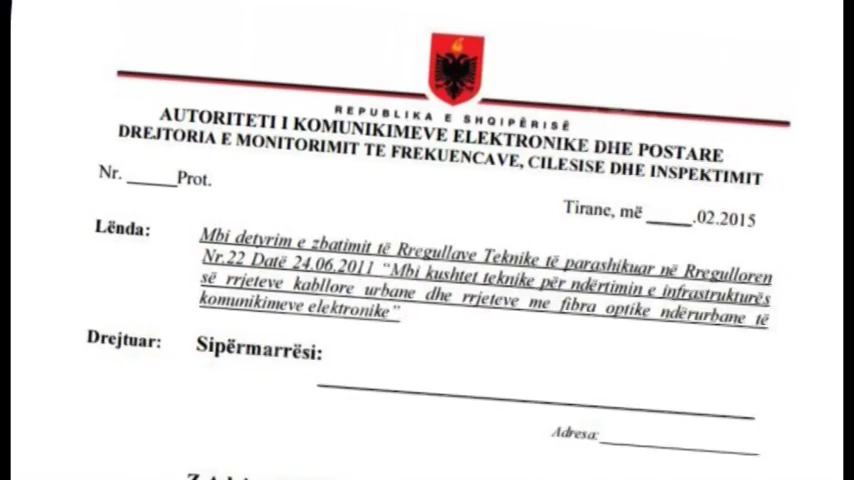 REPUBLIKA E SHQIPËRISË
AUTORITETI I KOMUNIKIMEVE ELEKTRONIKE DHE POSTARE
DREJTORIA E MONITORIMIT TE FREKUENCAVE, CILESISE DHE INSPEKTIMIT
Nr. _____Prot.
Tirane, më _____.02.2015
Lënda: Mbi detyrim e zbatimit të Rregullave Teknike të parashikuar në Rregulloren
Nr.22 Datë 24.06.2011 “Mbi kushtet teknike për ndërtimin e infrastrukturës
së rrjeteve kabllore urbane dhe rrjeteve me fibra optike ndërurbane të
komunikimeve elektronike”
Drejtuar: Sipërmarrësi:
Adresa: